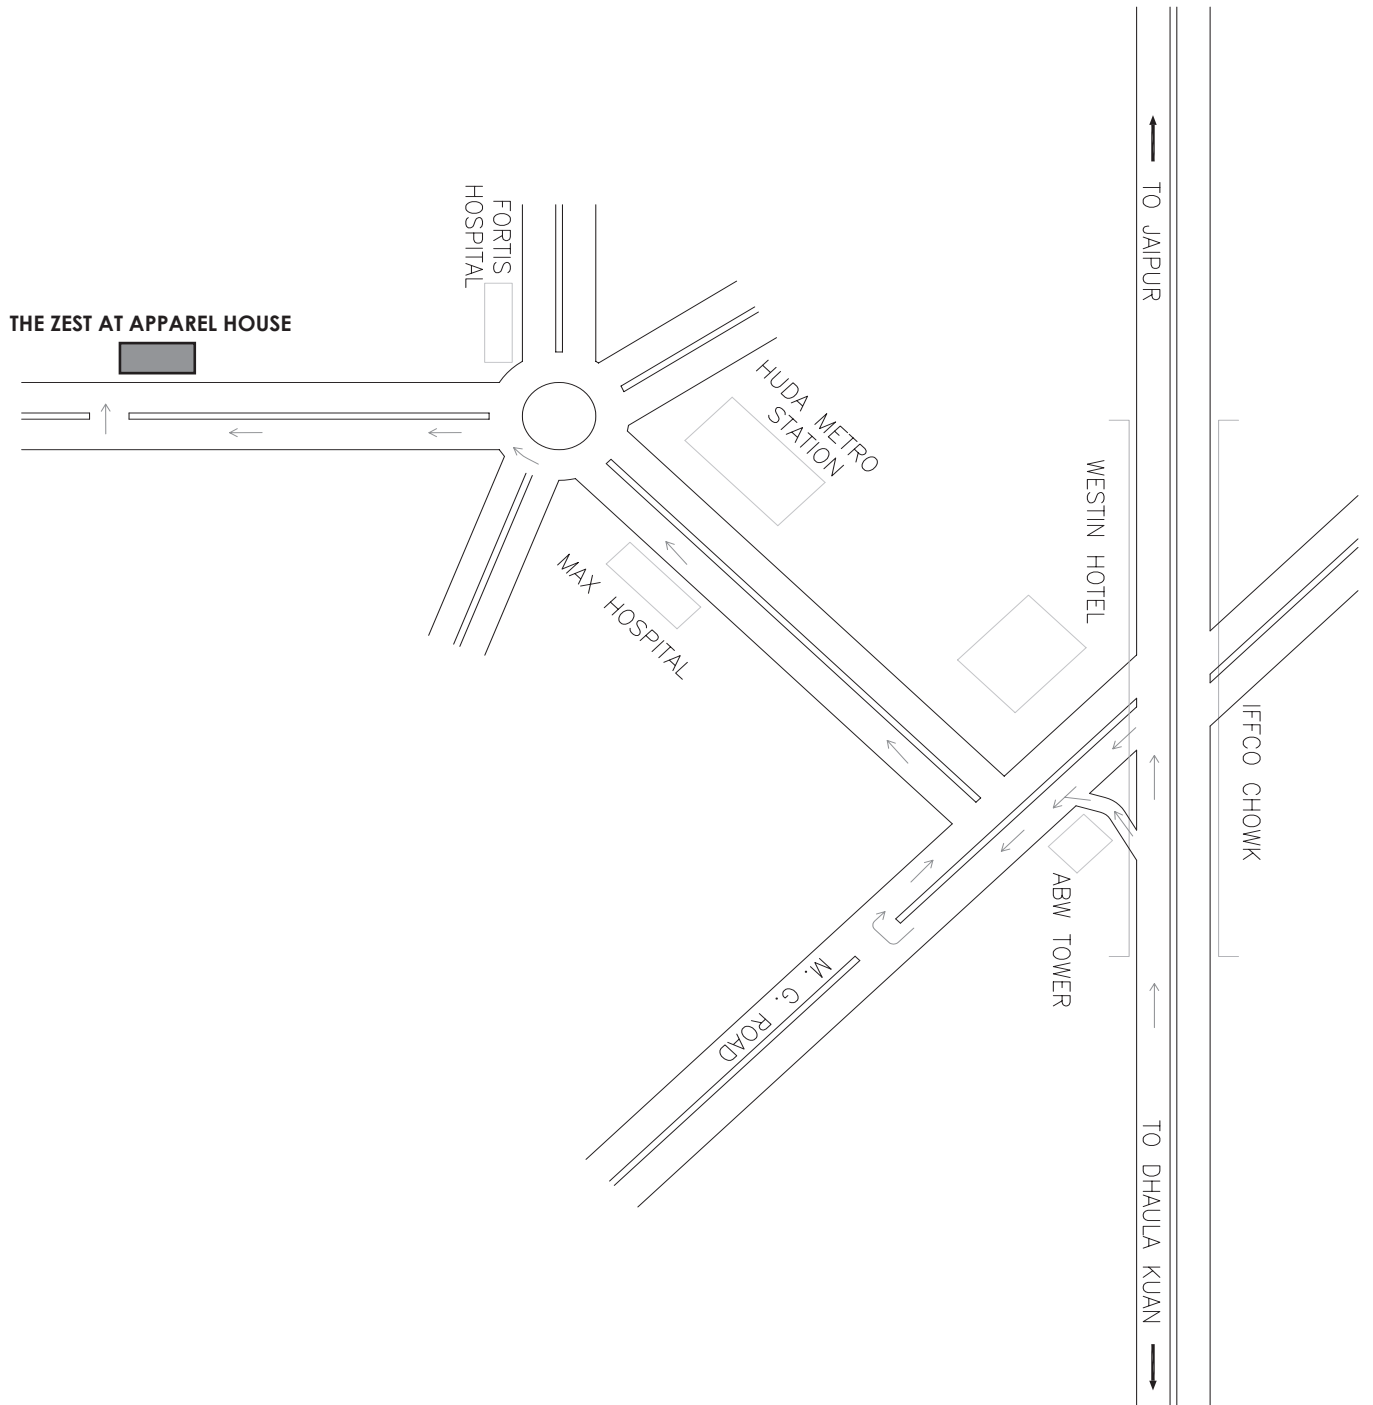 TO JAIPUR
FORTIS
HOSPITAL
THE ZEST AT APPAREL HOUSE
HUDA METRO
STATION
WESTIN HOTEL
MAX HOSPITAL
IFFCO CHOWK
ABW TOWER
M. G. ROAD
TO DHAULA KUAN